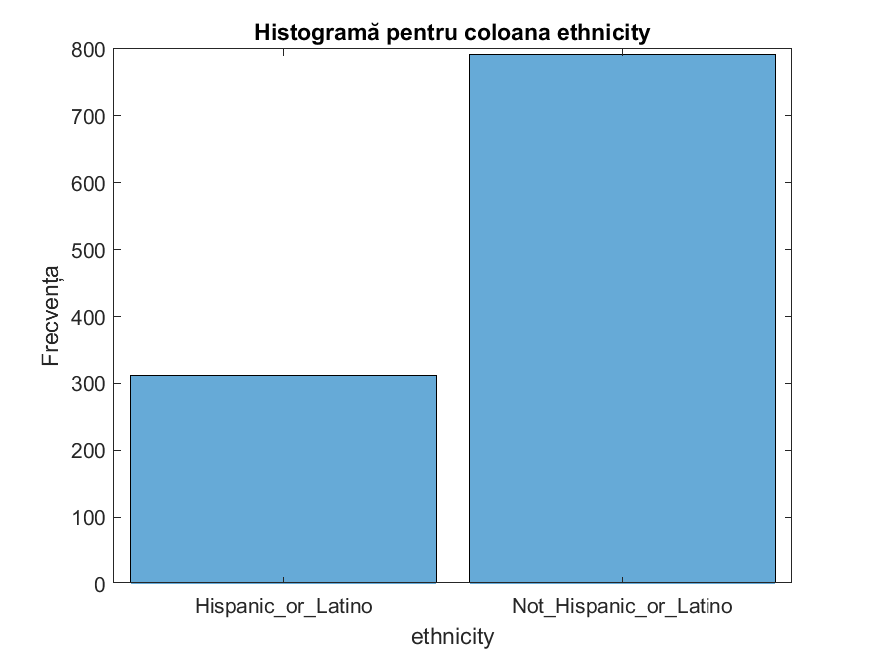 Histogramă pentru coloana ethnicity
800
700
600
500
400
300
200
100
0
Frecvența
Hispanic_or_Latino
Not_Hispanic_or_Latino
ethnicity